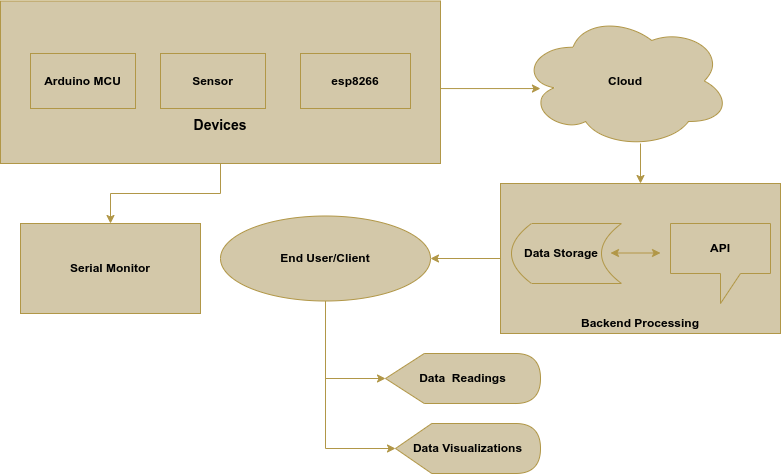 Arduino MCU
Sensor
esp8266
Devices
Cloud
Serial Monitor
End User/Client
Data Storage
API
Backend Processing
Data  Readings
Data Visualizations